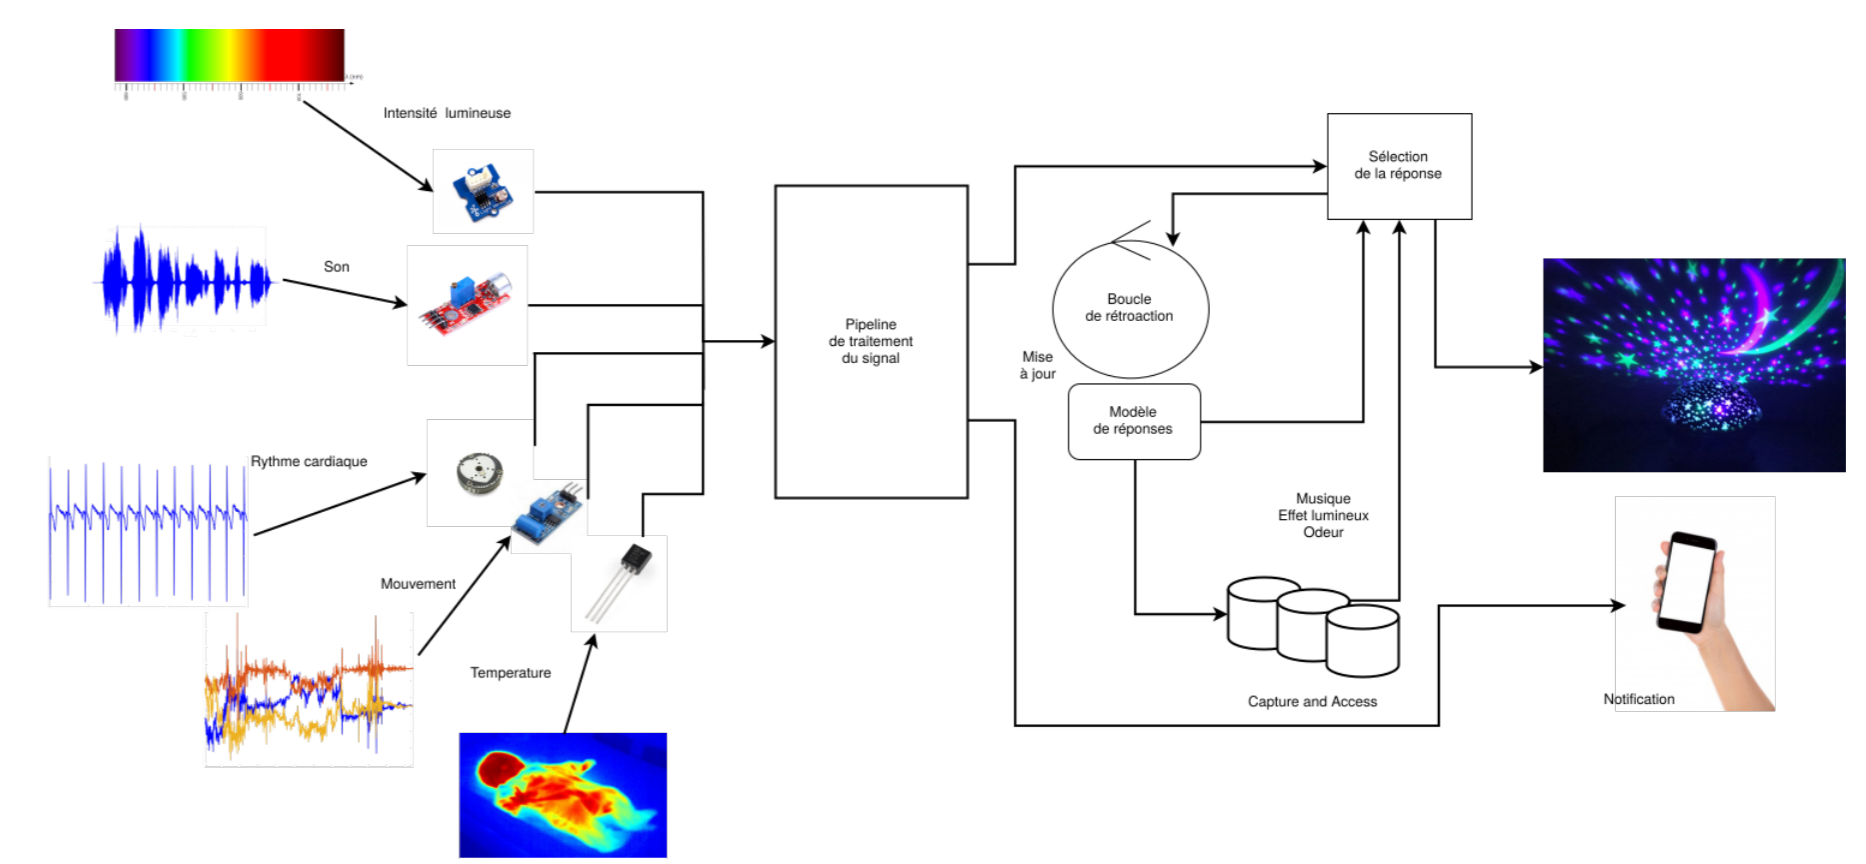 Intensité lumineuse
Son
Rythme cardiaque
Mouvement
Temperature
Pipeline
de traitement
du signal
Sélection
de la réponse
Boucle
de rétroaction
Mise
à jour
Modèle
de réponses
Musique
Effet lumineux
Odeur
Capture and Access
Notification